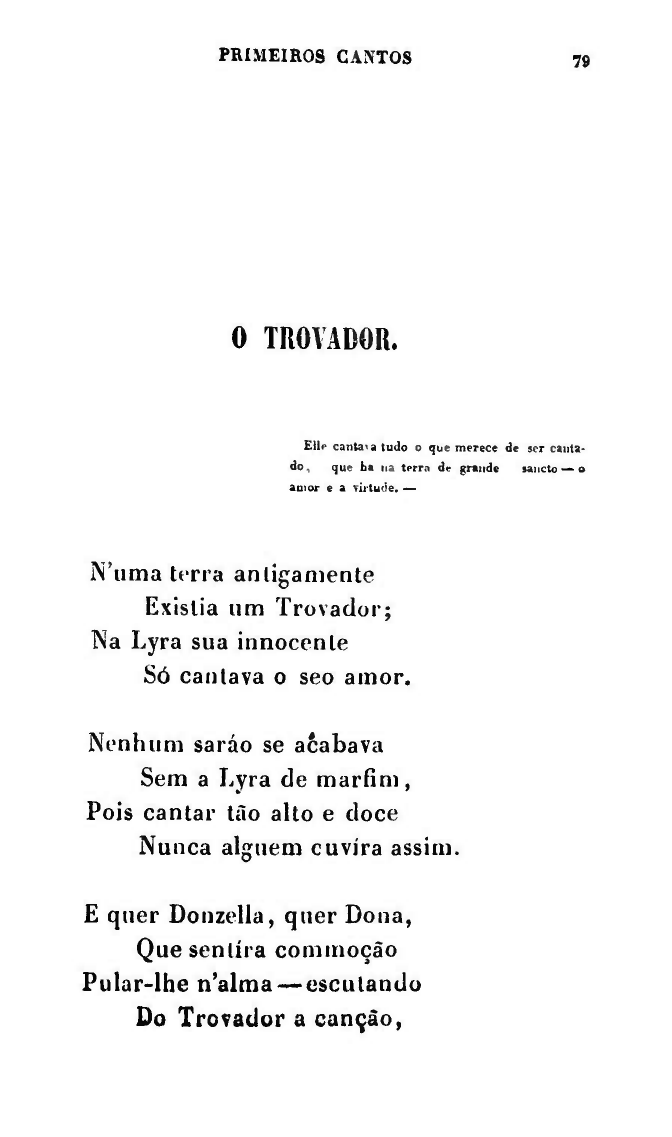 PRIMEIROS CANTOS 79
O TROVADOR.
Elle cantava tudo o que merece de ser canta-
do, que ha na terra de grande sancto — o
amor e a virtude. —
N'uma terra antigamente
Existia um Trovador;
Na Lyra sua innocente
Só cantava o seo amor.
Nenhum saráo se acabava
Sem a Lyra de marfim,
Pois cantar tão alto e doce
Nunca alguem cuvíra assim.
E quer Donzella, quer Dona,
Que sentíra commoção
Pular-lhe n'alma — escutando
Do Trovador a canção,